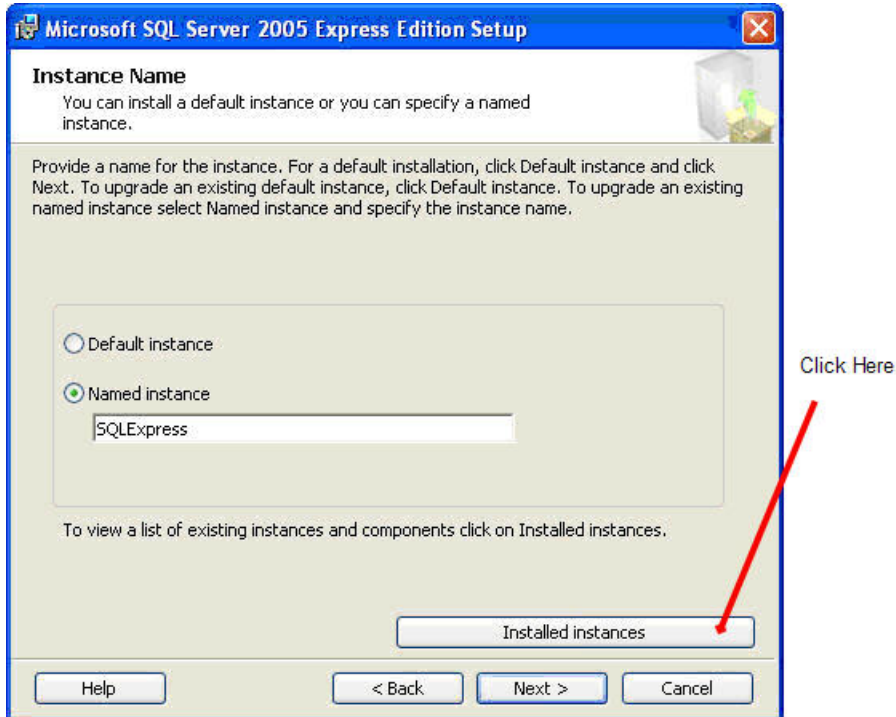 Microsoft SQL Server 2005 Express Edition Setup
Instance Name
You can install a default instance or you can specify a named
instance.
Provide a name for the instance. For a default installation, click Default instance and click
Next. To upgrade an existing default instance, click Default instance. To upgrade an existing
named instance select Named instance and specify the instance name.
Default instance
Click Here
Named instance
SQLExpress
To view a list of existing instances and components click on Installed instances.
Installed instances
Help
< Back
Next >
Cancel